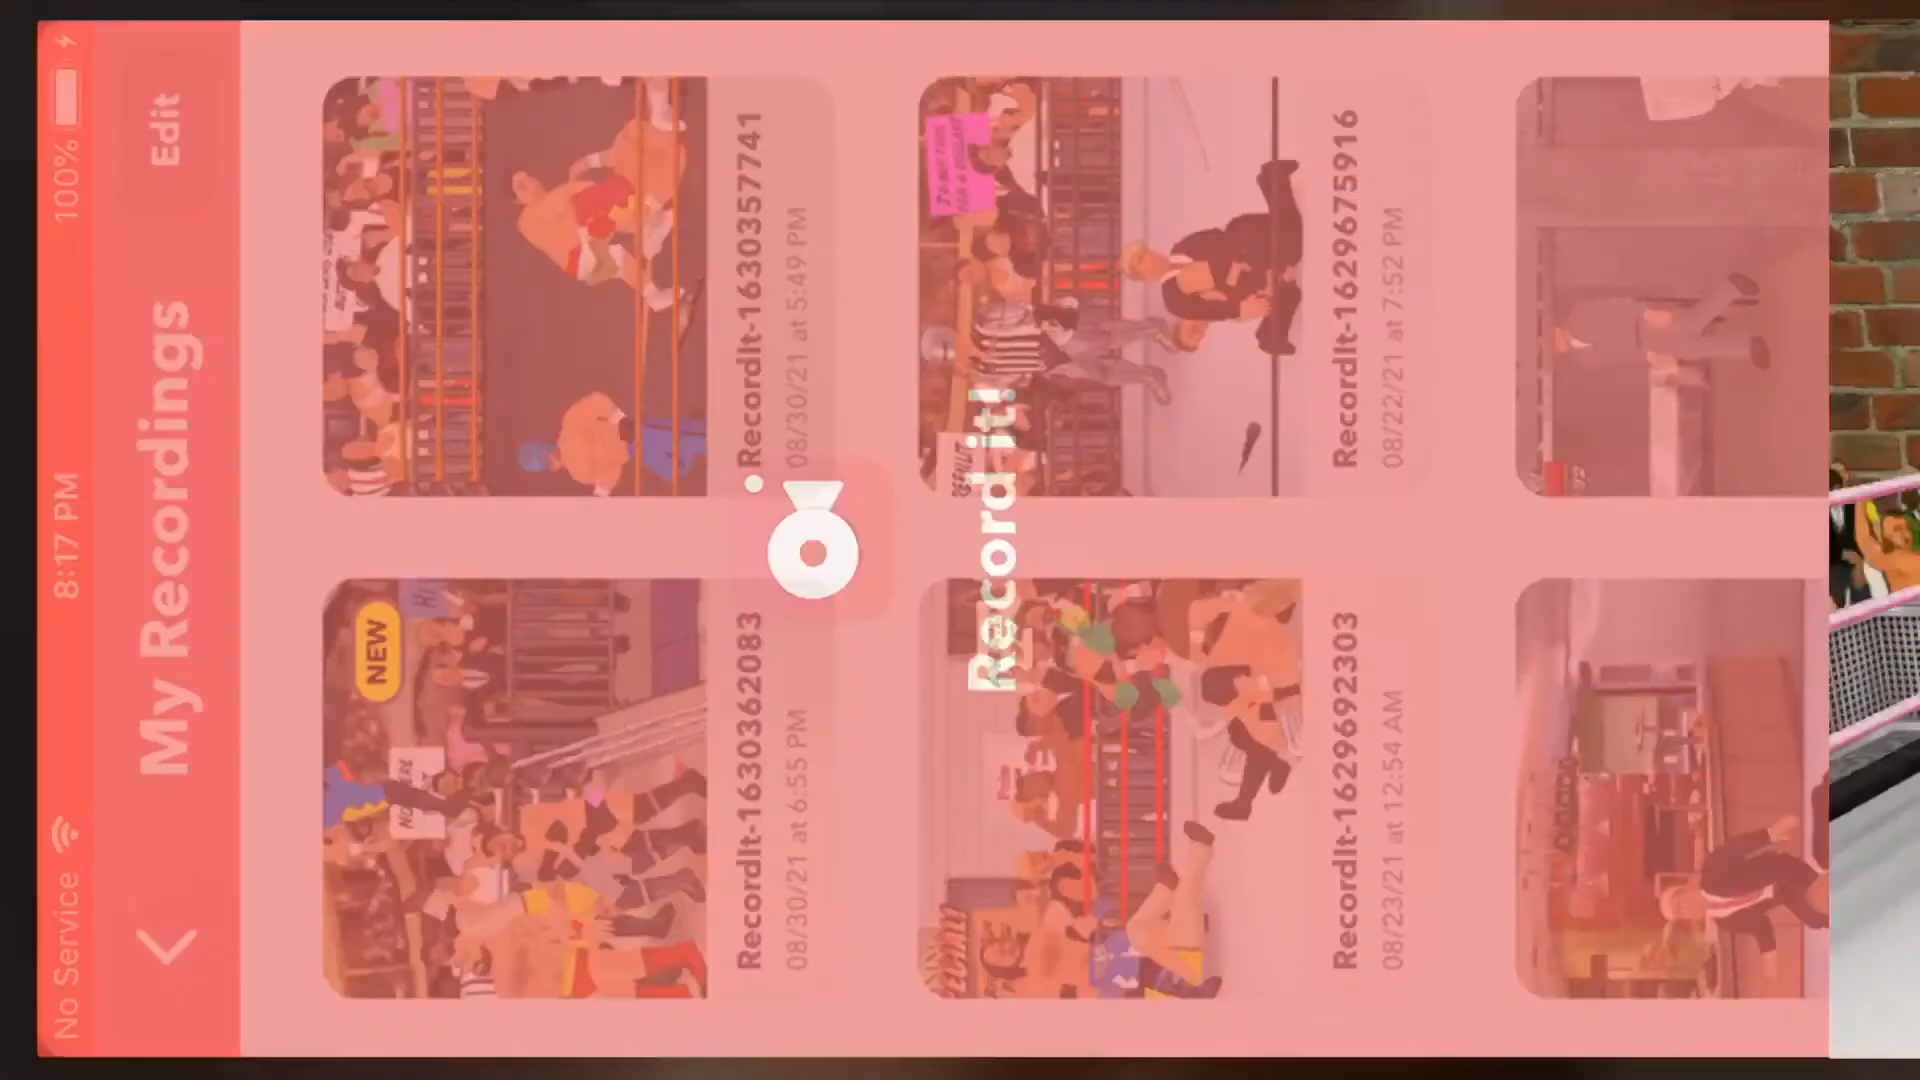 No Service
8:17 PM
100%
My Recordings
Edit
NEW
RecordIt-1630362083
08/30/21 at 6:55 PM
RecordIt-1630357741
08/30/21 at 5:49 PM
Record it!
RecordIt-1629692303
08/23/21 at 12:54 AM
RecordIt-1629675916
08/22/21 at 7:52 PM